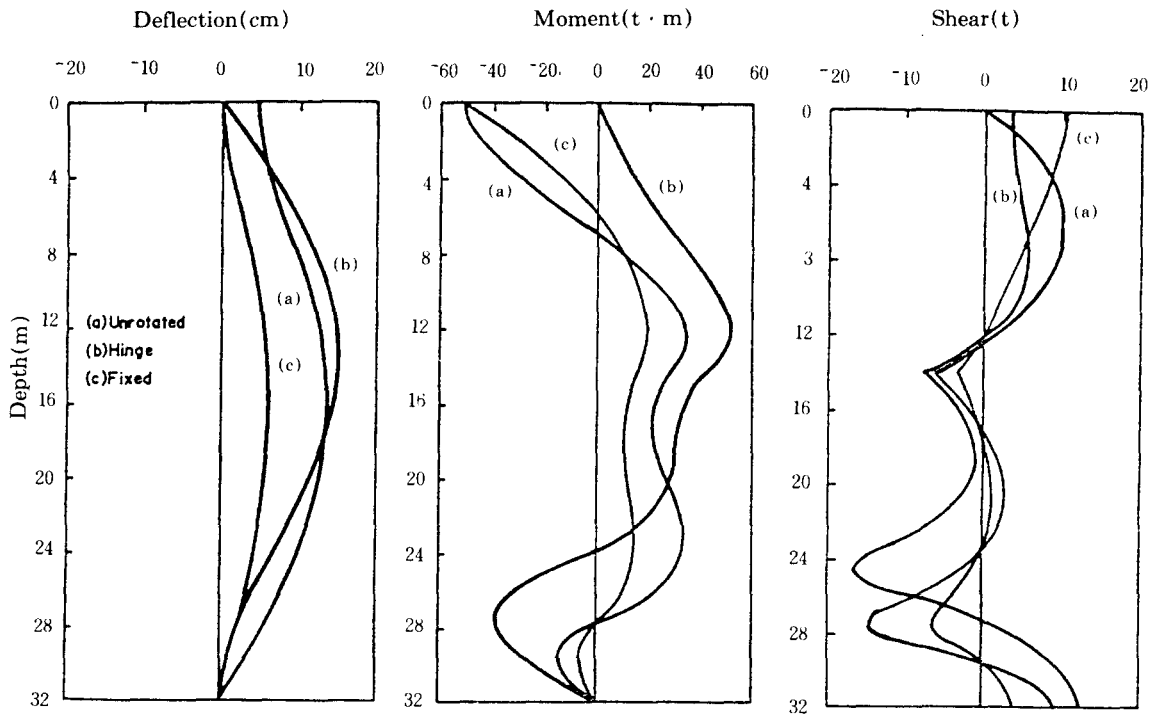 Deflection(cm)
-20 -10 0 10 20
Depth(m)
0
4
8
12
16
20
24
28
32
(a)
(b)
(c)
(a)Unrotated
(b)Hinge
(c)Fixed
Moment(t · m)
-60 -40 -20 0 20 40 60
0
4
8
12
16
20
24
28
32
(c)
(a)
(b)
Shear(t)
-20 -10 0 10 20
0
4
3
12
16
20
24
28
32
(c)
(b)
(a)